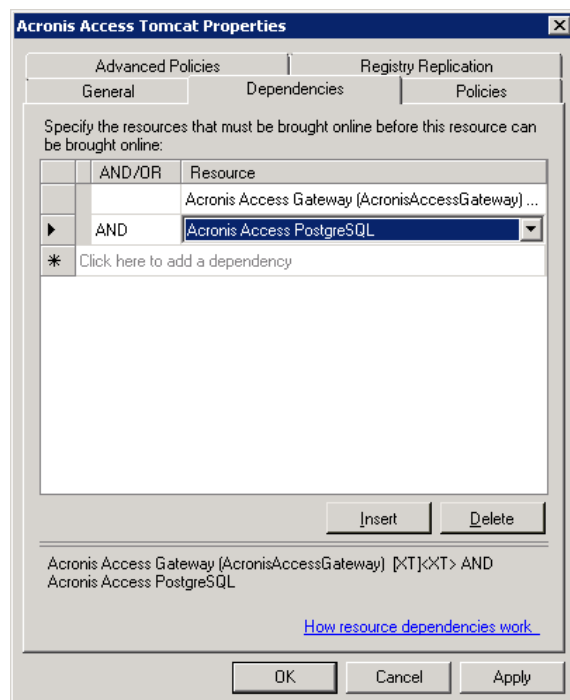 Acronis Access Tomcat Properties
Advanced Policies
Registry Replication
General
Dependencies
Policies
Specify the resources that must be brought online before this resource can
be brought online:
AND/OR
Resource
Acronis Access Gateway (AcronisAccessGateway) ...
AND
Acronis Access PostgreSQL
Click here to add a dependency
Insert
Delete
Acronis Access Gateway (AcronisAccessGateway) [XT]<XT> AND
Acronis Access PostgreSQL
How resource dependencies work
OK
Cancel
Apply